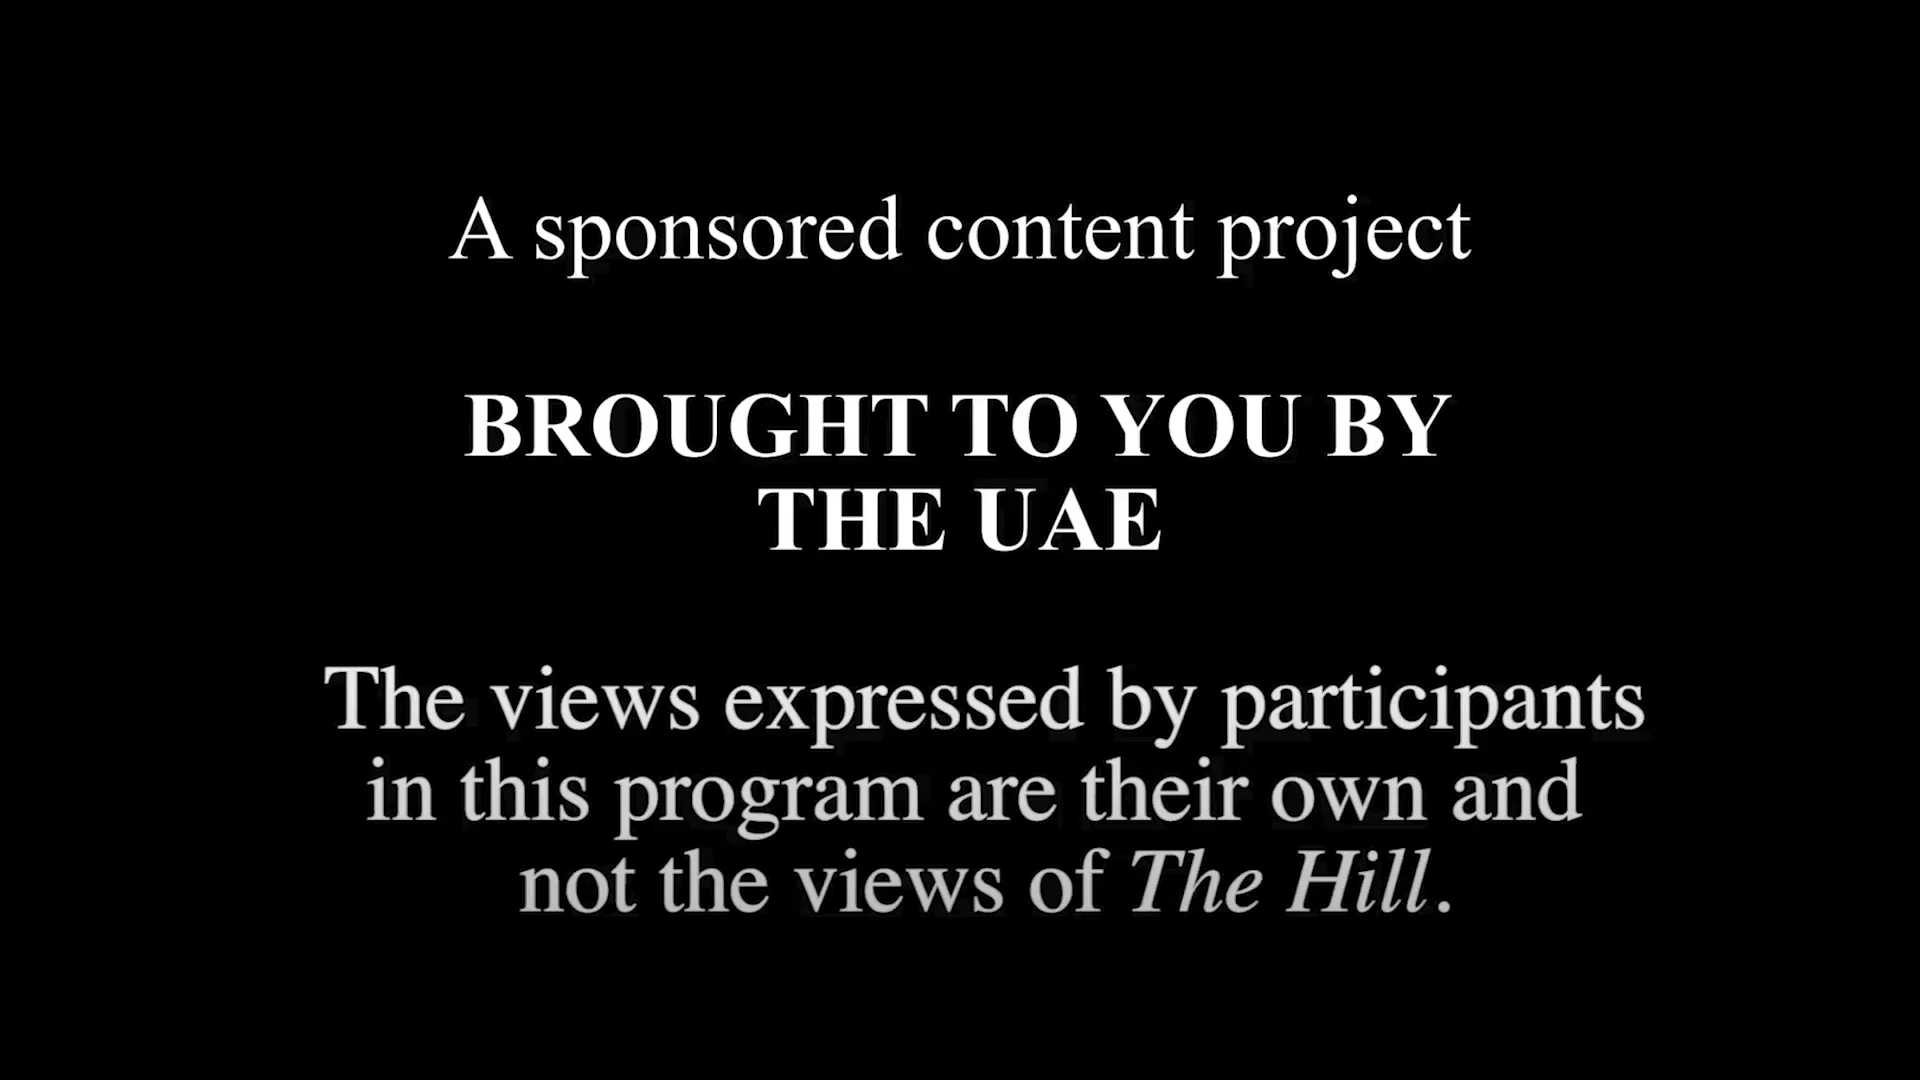 A sponsored content project
BROUGHT TO YOU BY
THE UAE
The views expressed by participants
in this program are their own and
not the views of The Hill.